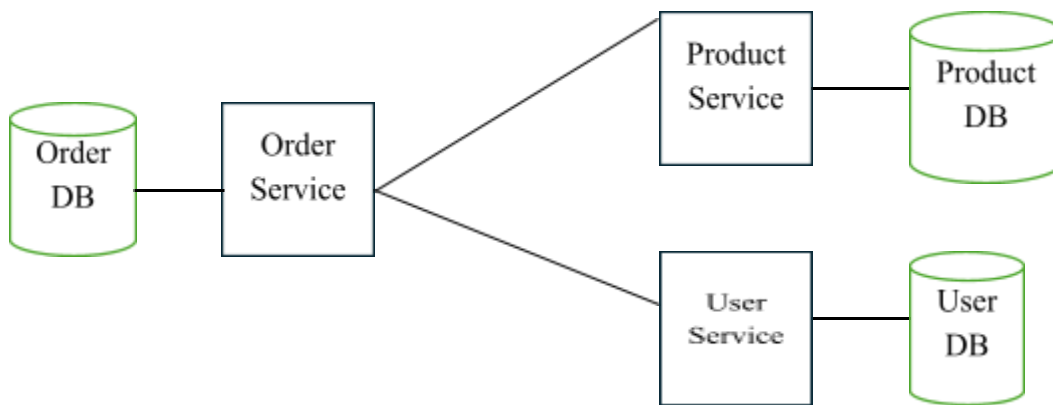 Order
DB
Order
Service
Product
Service
Product
DB
User
Service
User
DB